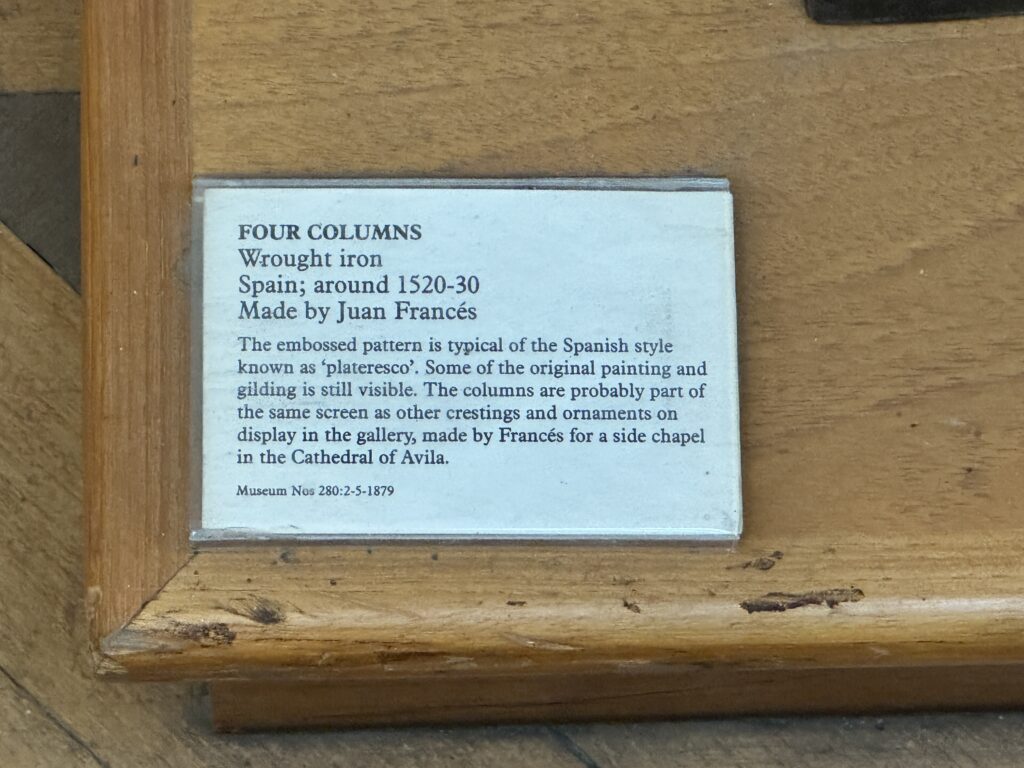 FOUR COLUMNS
Wrought iron
Spain; around 1520-30
Made by Juan Francés
The embossed pattern is typical of the Spanish style
known as ‘plateresco’. Some of the original painting and
gilding is still visible. The columns are probably part of
the same screen as other crestings and ornaments on
display in the gallery, made by Francés for a side chapel
in the Cathedral of Avila.
Museum Nos 280:2-5-1879